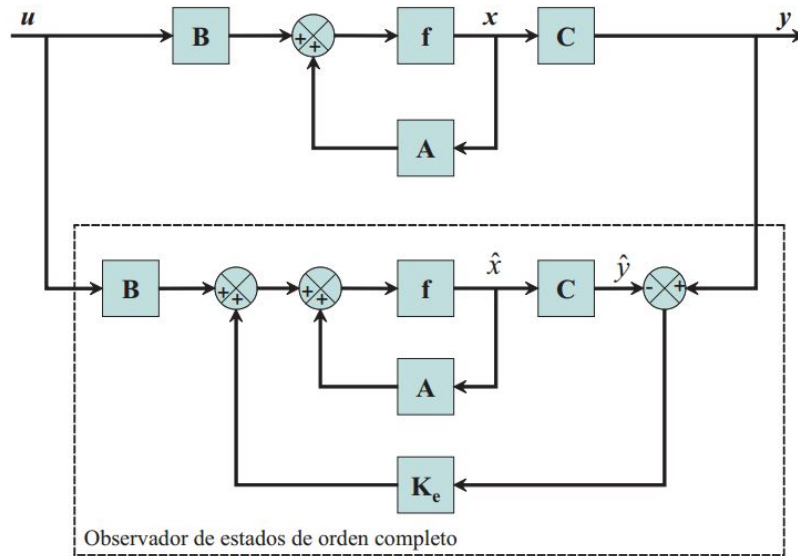 u B + + f x C y
A
B + + + + f x̂ C ŷ - +
A
Kₑ
Observador de estados de orden completo